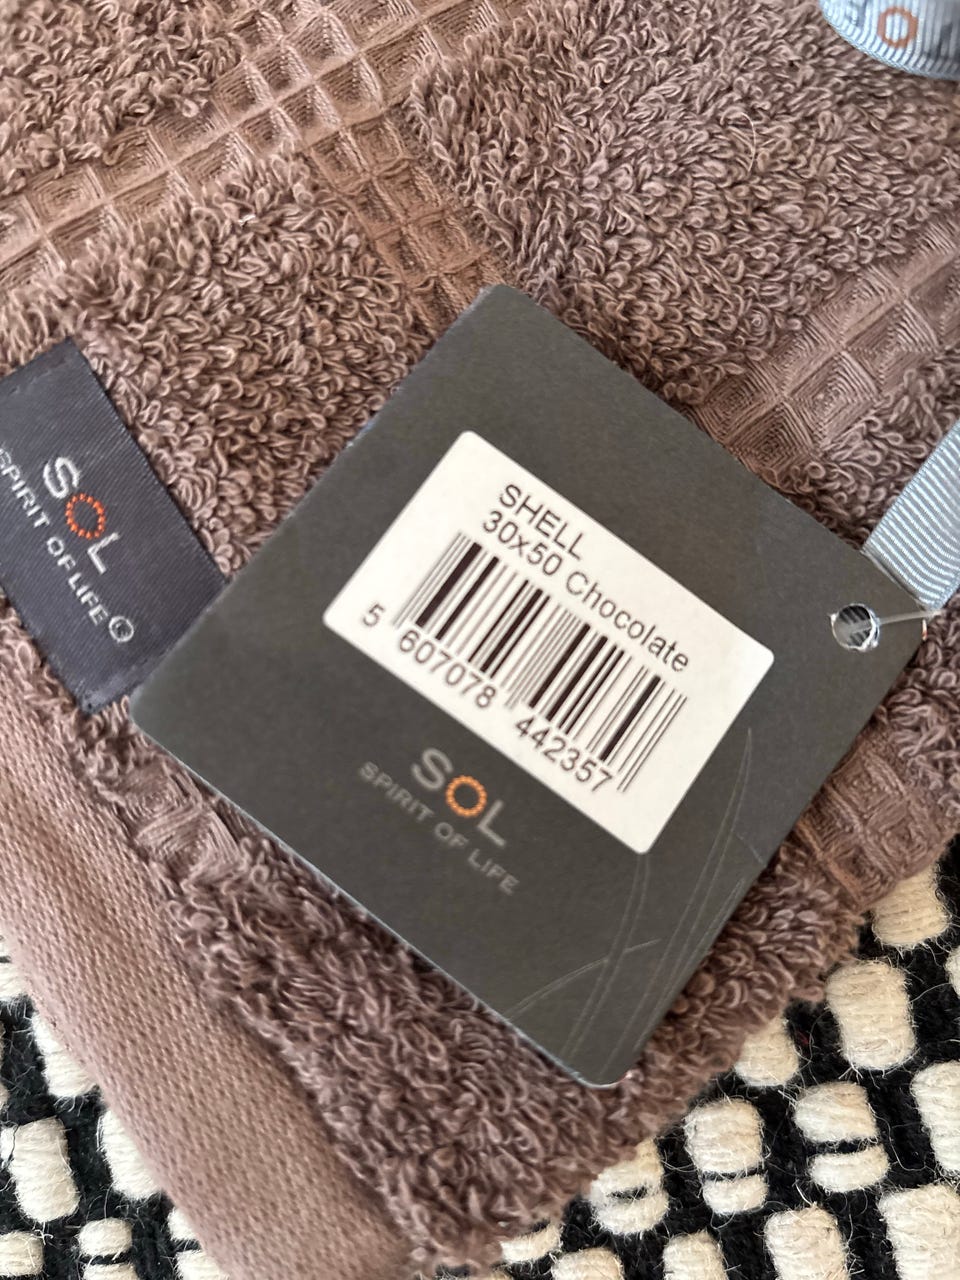 SOL
SPIRIT OF LIFE®
SHELL
30x50 Chocolate
5 607078 442357
SOL
SPIRIT OF LIFE